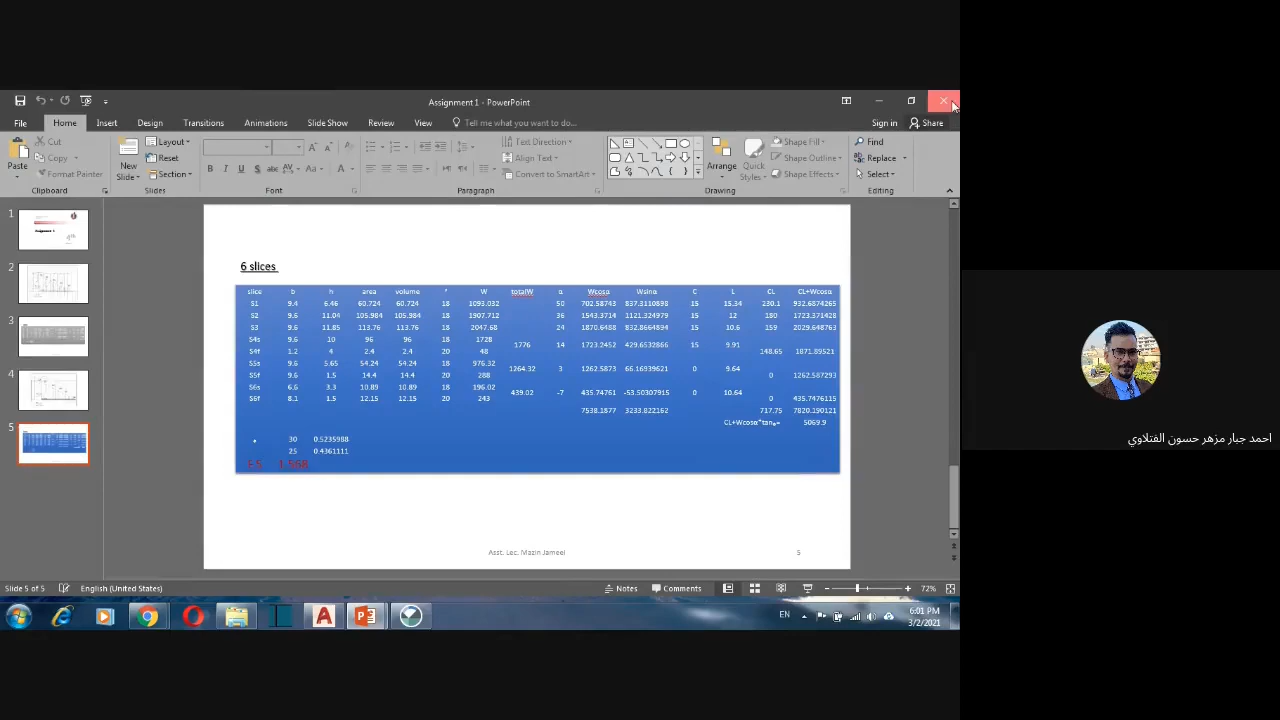 Assignment 1 - PowerPoint
File Home Insert Design Transitions Animations Slide Show Review View Tell me what you want to do... Sign in Share
Paste Cut Copy Format Painter Clipboard
New Slide Layout Reset Section Slides
B I U S abc AV Aa A Font
Text Direction Align Text Convert to SmartArt Paragraph
Arrange Quick Styles Shape Fill Shape Outline Shape Effects Drawing
Find Replace Select Editing
1
2
3
4
5
6 slices
slice b h area volume totalW α Wcosα Wsinα C L CL CL+Wcosα
S1 9.4 6.46 60.724 60.724 18 1093.032 50 702.58743 837.3110898 15 15.34 230.1 932.6874265
S2 9.6 11.04 105.984 105.984 18 1907.712 36 1543.3714 1121.324979 15 12 180 1723.371428
S3 9.6 11.85 113.76 113.76 18 2047.68 24 1870.6488 832.8664894 15 10.6 159 2029.648763
S4s 9.6 10 96 96 18 1728
1776 14 1723.2452 429.6532866 15 9.91
S4f 1.2 4 2.4 2.4 20 48 148.65 1871.89521
S5s 9.6 5.65 54.24 54.24 18 976.32
1264.32 3 1262.5873 66.16939621 0 9.64
S5f 9.6 1.5 14.4 14.4 20 288 0 1262.587293
S6s 6.6 3.3 10.89 10.89 18 196.02
439.02 -7 435.74761 -53.50307915 0 10.64
S6f 8.1 1.5 12.15 12.15 20 243 0 435.7476115
7538.1877 3233.822162 717.75 7820.190121
CL+Wcosα*tan = 5069.9
30 0.5235988
25 0.4361111
F.S 1.568
Asst. Lec. Mazin Jameel 5
احمد جبار مزهر حسون الفتلاوي
Slide 5 of 5 English (United States) Notes Comments 72%
EN 6:01 PM
3/2/2021